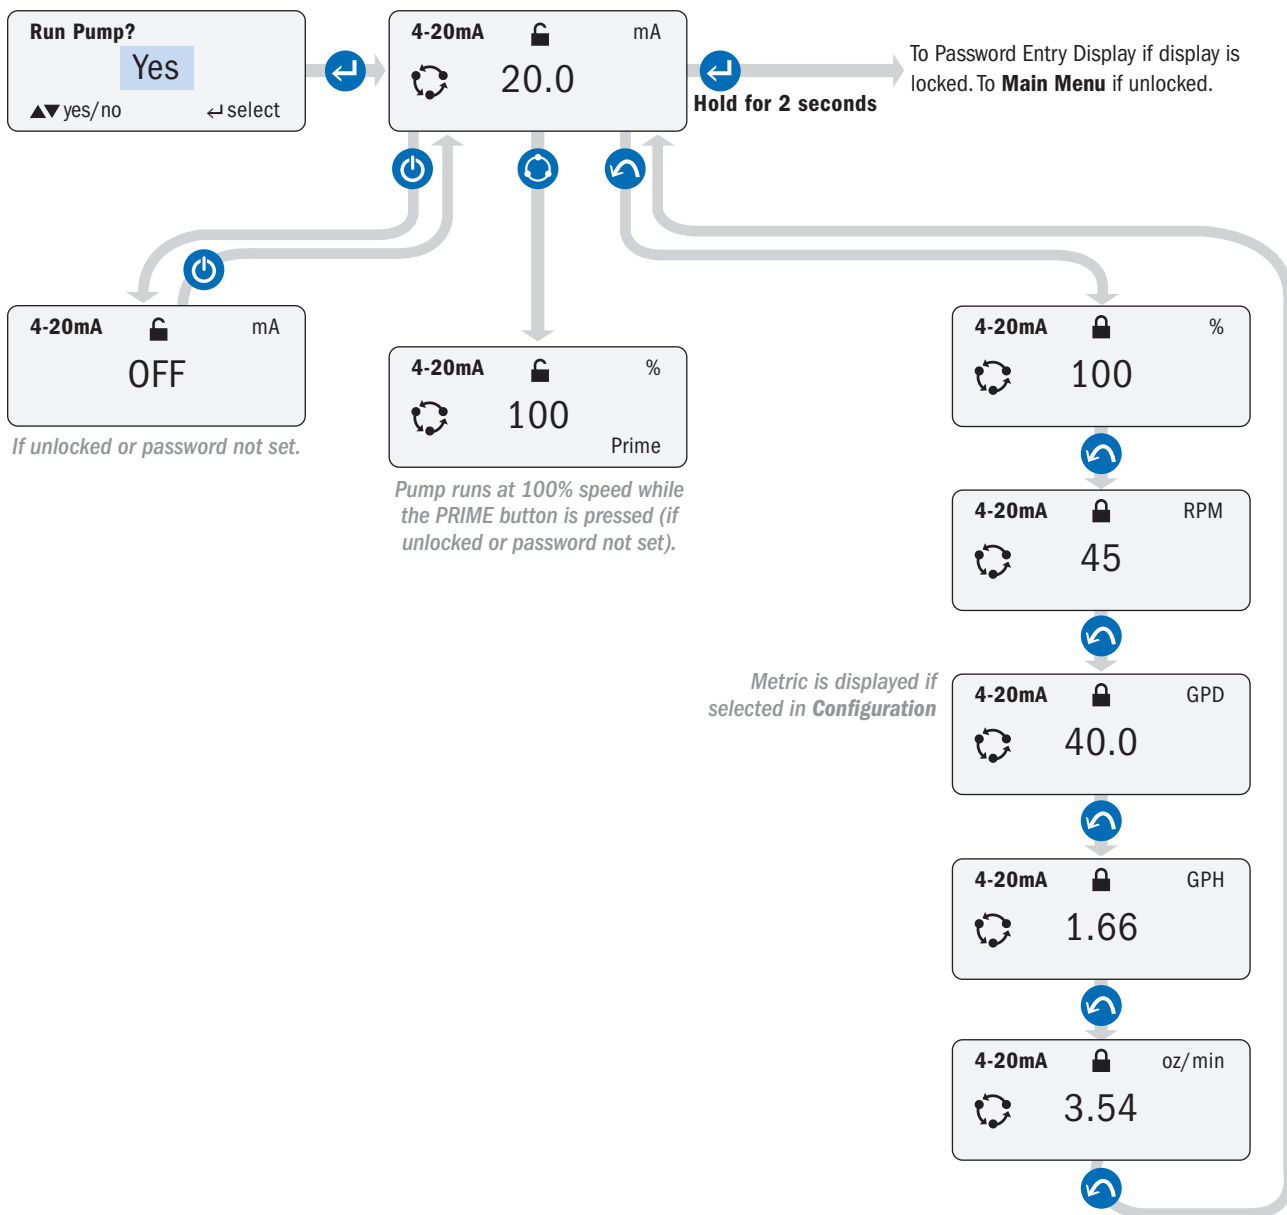 Run Pump?
Yes
▲▼ yes/no ↵ select
4-20mA mA
20.0
Hold for 2 seconds
To Password Entry Display if display is
locked. To Main Menu if unlocked.
4-20mA mA
OFF
If unlocked or password not set.
4-20mA %
100
Prime
Pump runs at 100% speed while
the PRIME button is pressed (if
unlocked or password not set).
4-20mA %
100
4-20mA RPM
45
Metric is displayed if
selected in Configuration
4-20mA GPD
40.0
4-20mA GPH
1.66
4-20mA oz/min
3.54